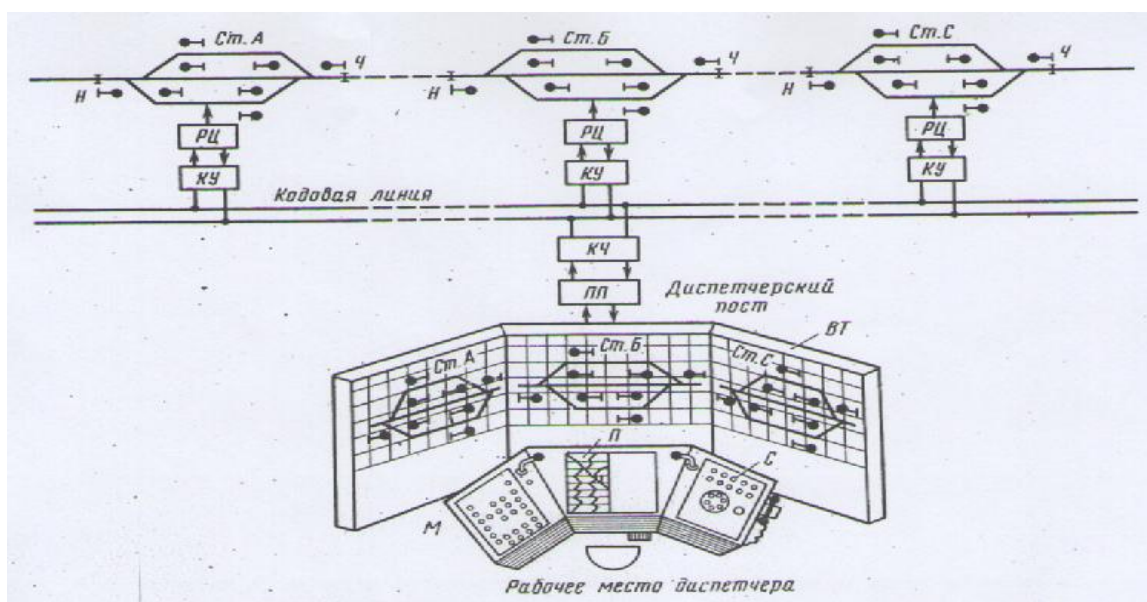 Ст. А
Ст. Б
Ст. С
Н
Ч
Н
Ч
Н
Ч
РЦ
РЦ
РЦ
КУ
КУ
КУ
Кодовая линия
КЧ
ПП
Диспетчерский
пост
ВТ
Ст. А
Ст. Б
Ст. С
П
С
М
Рабочее место диспетчера